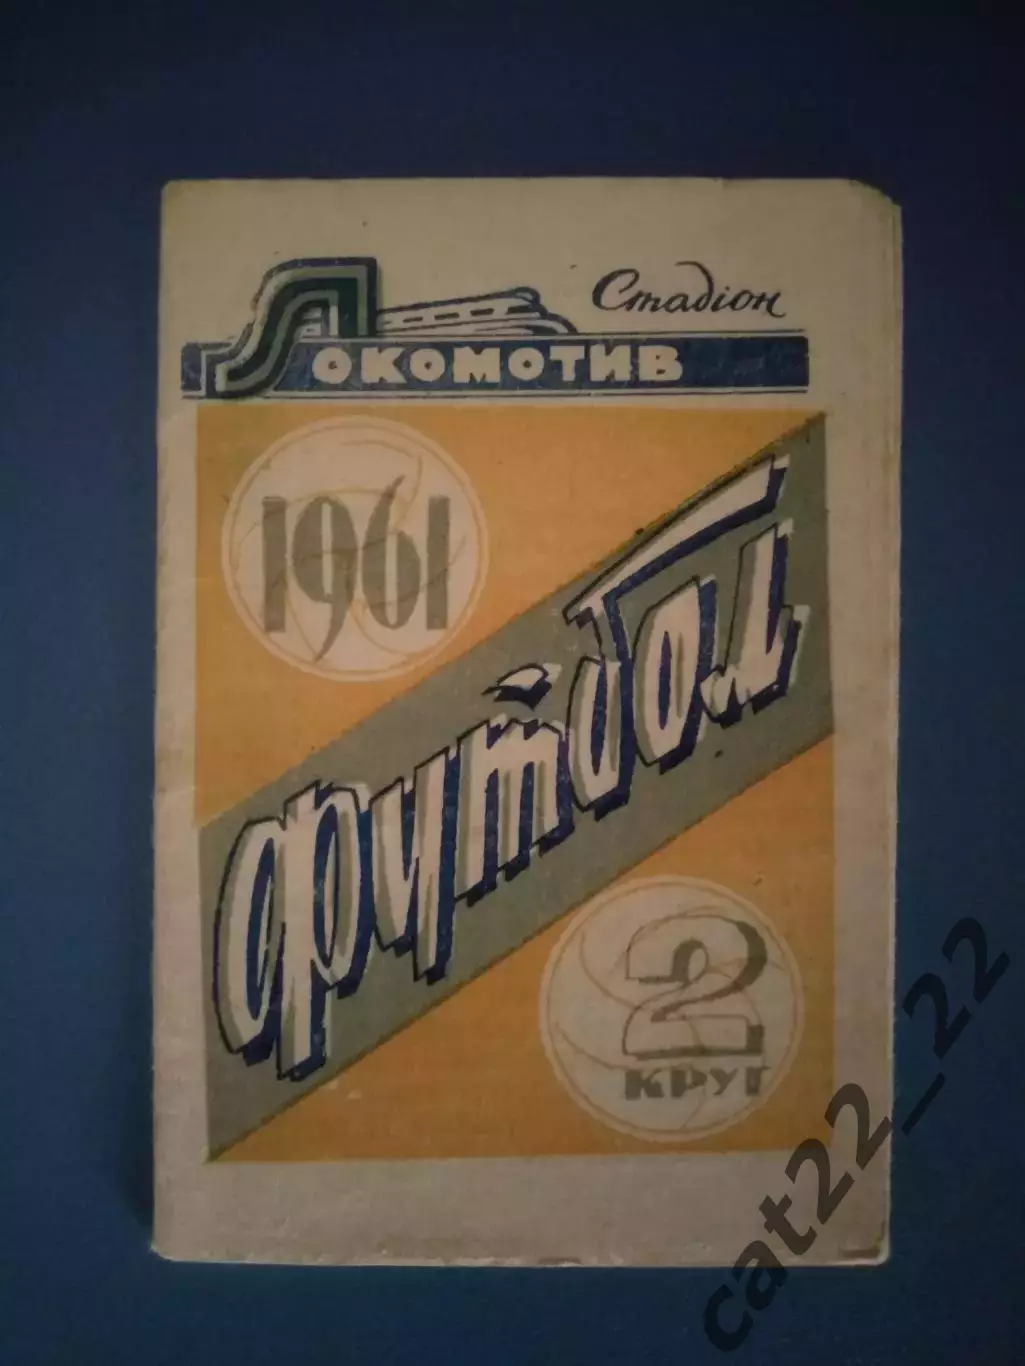 Стадіон
ЛОКОМОТИВ
1961
футбол
2
КРУГ
cat22_22